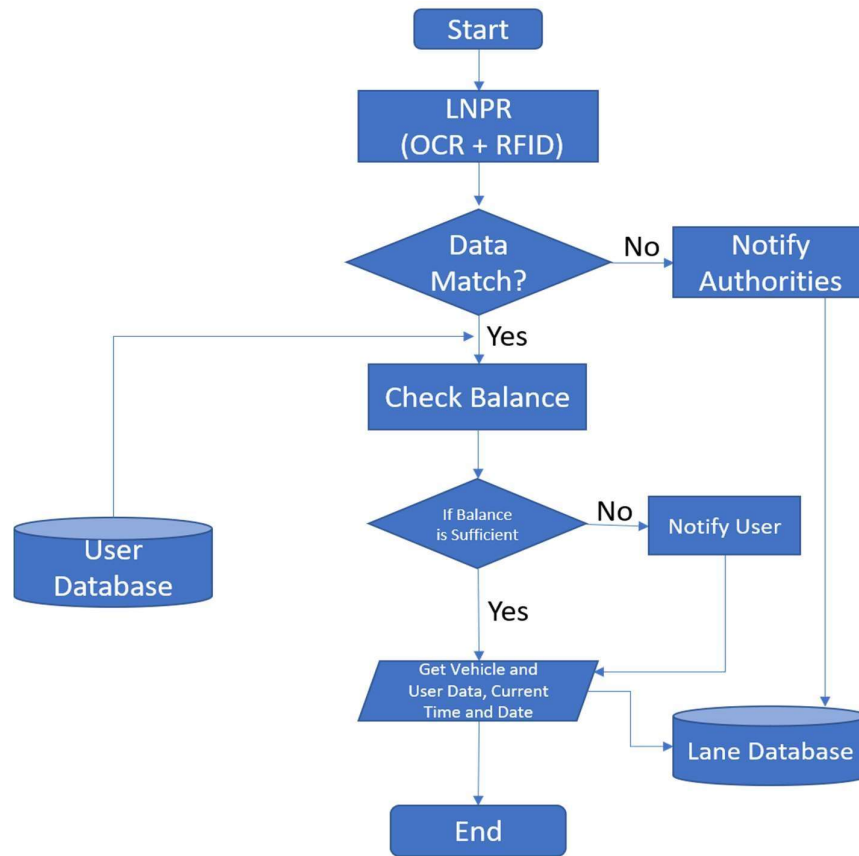 Start
LNPR
(OCR + RFID)
Data
Match?
No
Notify
Authorities
Yes
Check Balance
If Balance
is Sufficient
No
Notify User
User
Database
Yes
Get Vehicle and
User Data, Current
Time and Date
Lane Database
End